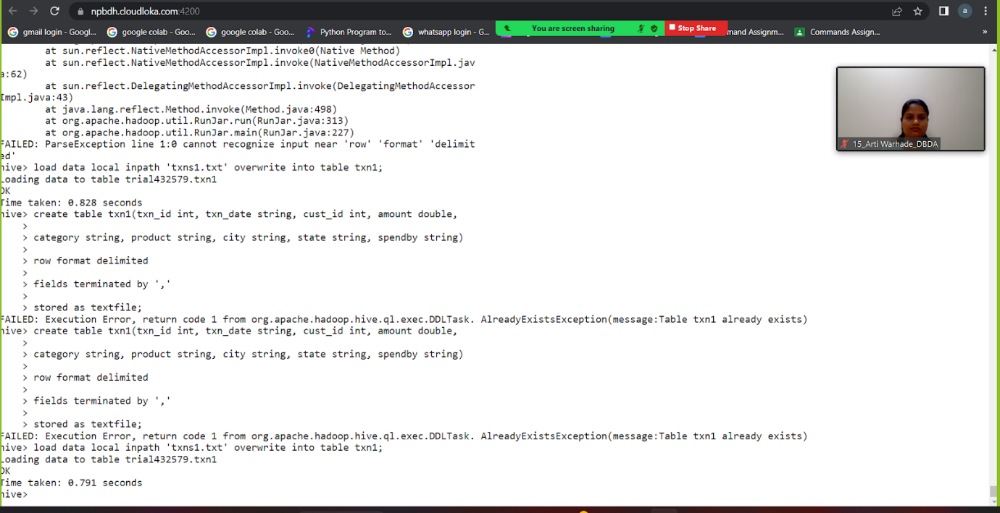 npbdh.cloudloka.com:4200
a
gmail login - Googl...
google colab - Goo...
google colab - Goo...
Python Program to...
whatsapp login - G...
You are screen sharing
Stop Share
mand Assignm...
Commands Assign...
»
at sun.reflect.NativeMethodAccessorImpl.invoke0(Native Method)
at sun.reflect.NativeMethodAccessorImpl.invoke(NativeMethodAccessorImpl.jav
a:62)
at sun.reflect.DelegatingMethodAccessorImpl.invoke(DelegatingMethodAccessor
Impl.java:43)
at java.lang.reflect.Method.invoke(Method.java:498)
at org.apache.hadoop.util.RunJar.run(RunJar.java:313)
at org.apache.hadoop.util.RunJar.main(RunJar.java:227)
FAILED: ParseException line 1:0 cannot recognize input near 'row' 'format' 'delimit
ed'
hive> load data local inpath 'txns1.txt' overwrite into table txn1;
Loading data to table trial432579.txn1
OK
Time taken: 0.828 seconds
hive> create table txn1(txn_id int, txn_date string, cust_id int, amount double,
>
> category string, product string, city string, state string, spendby string)
>
> row format delimited
>
> fields terminated by ','
>
> stored as textfile;
FAILED: Execution Error, return code 1 from org.apache.hadoop.hive.ql.exec.DDLTask. AlreadyExistsException(message:Table txn1 already exists)
hive> create table txn1(txn_id int, txn_date string, cust_id int, amount double,
>
> category string, product string, city string, state string, spendby string)
>
> row format delimited
>
> fields terminated by ','
>
> stored as textfile;
FAILED: Execution Error, return code 1 from org.apache.hadoop.hive.ql.exec.DDLTask. AlreadyExistsException(message:Table txn1 already exists)
hive> load data local inpath 'txns1.txt' overwrite into table txn1;
Loading data to table trial432579.txn1
OK
Time taken: 0.791 seconds
hive>
15_Arti Warhade_DBDA